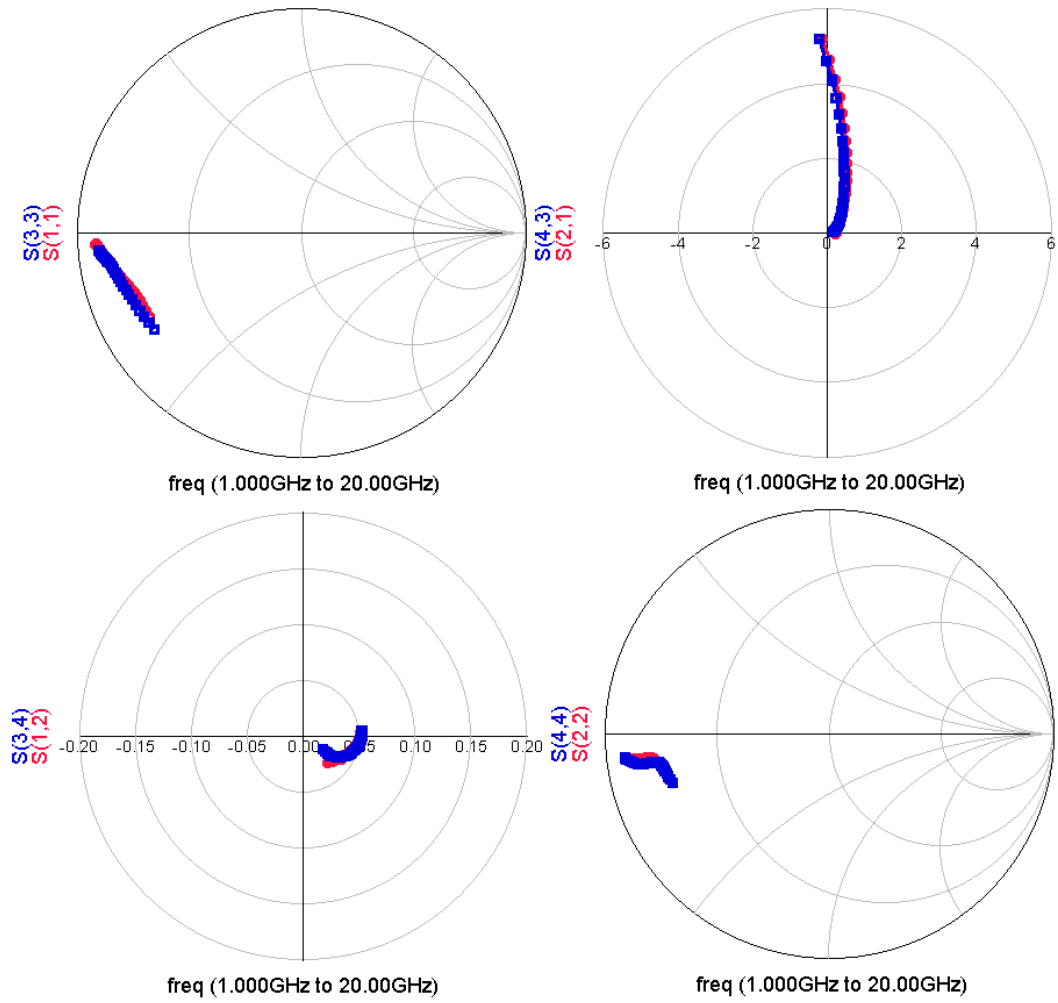 S(3,3)
S(1,1)
freq (1.000GHz to 20.00GHz)
S(4,3)
S(2,1)
-6 -4 -2 0 2 4 6
freq (1.000GHz to 20.00GHz)
S(3,4)
S(1,2)
-0.20 -0.15 -0.10 -0.05 0.00 0.05 0.10 0.15 0.20
freq (1.000GHz to 20.00GHz)
S(4,4)
S(2,2)
freq (1.000GHz to 20.00GHz)